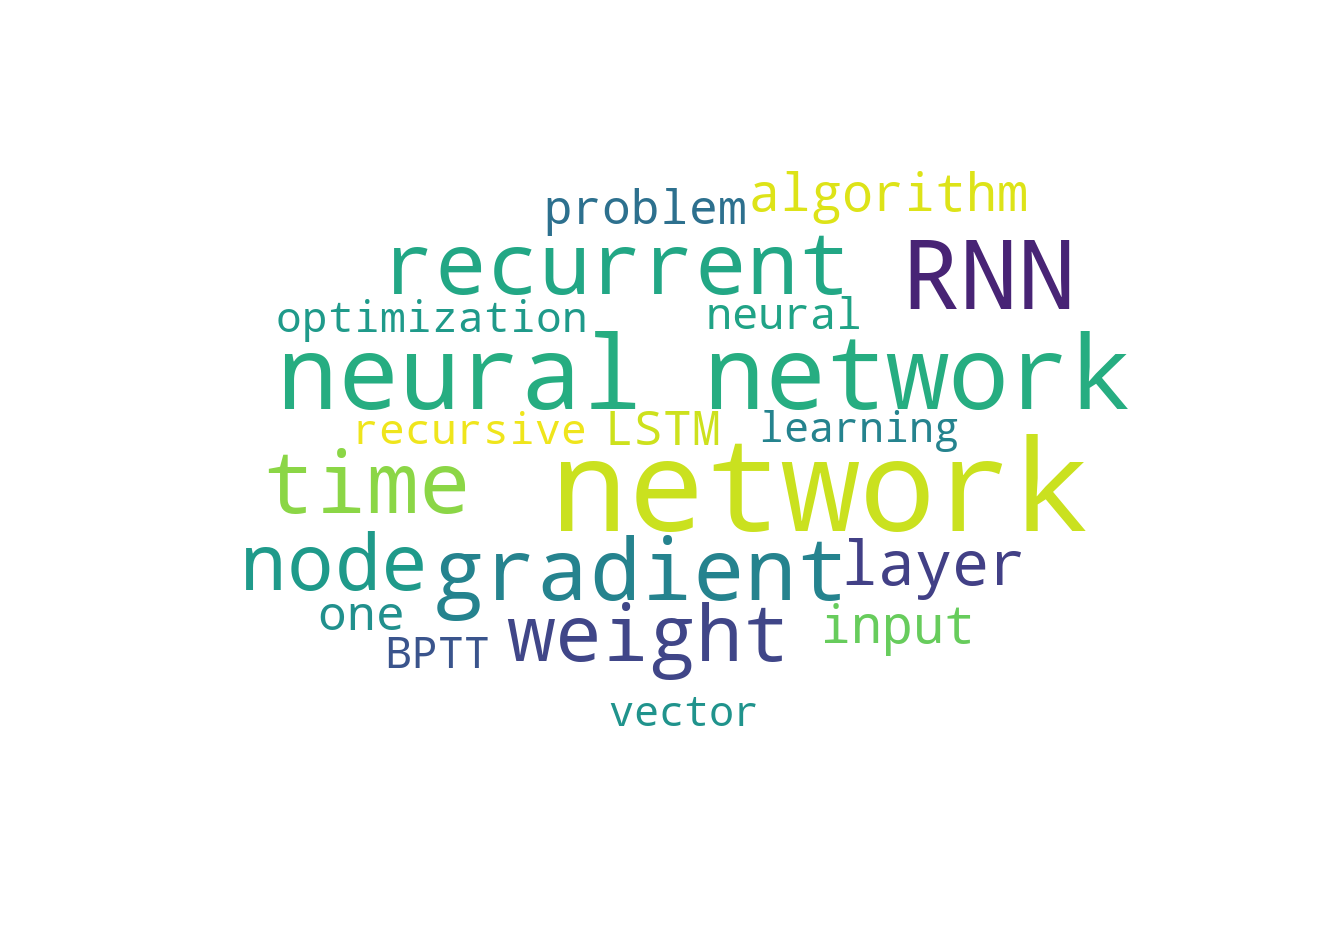 problem algorithm
recurrent RNN
optimization neural
neural network
recursive LSTM learning
time network
node gradient layer
one weight input
BPTT
vector